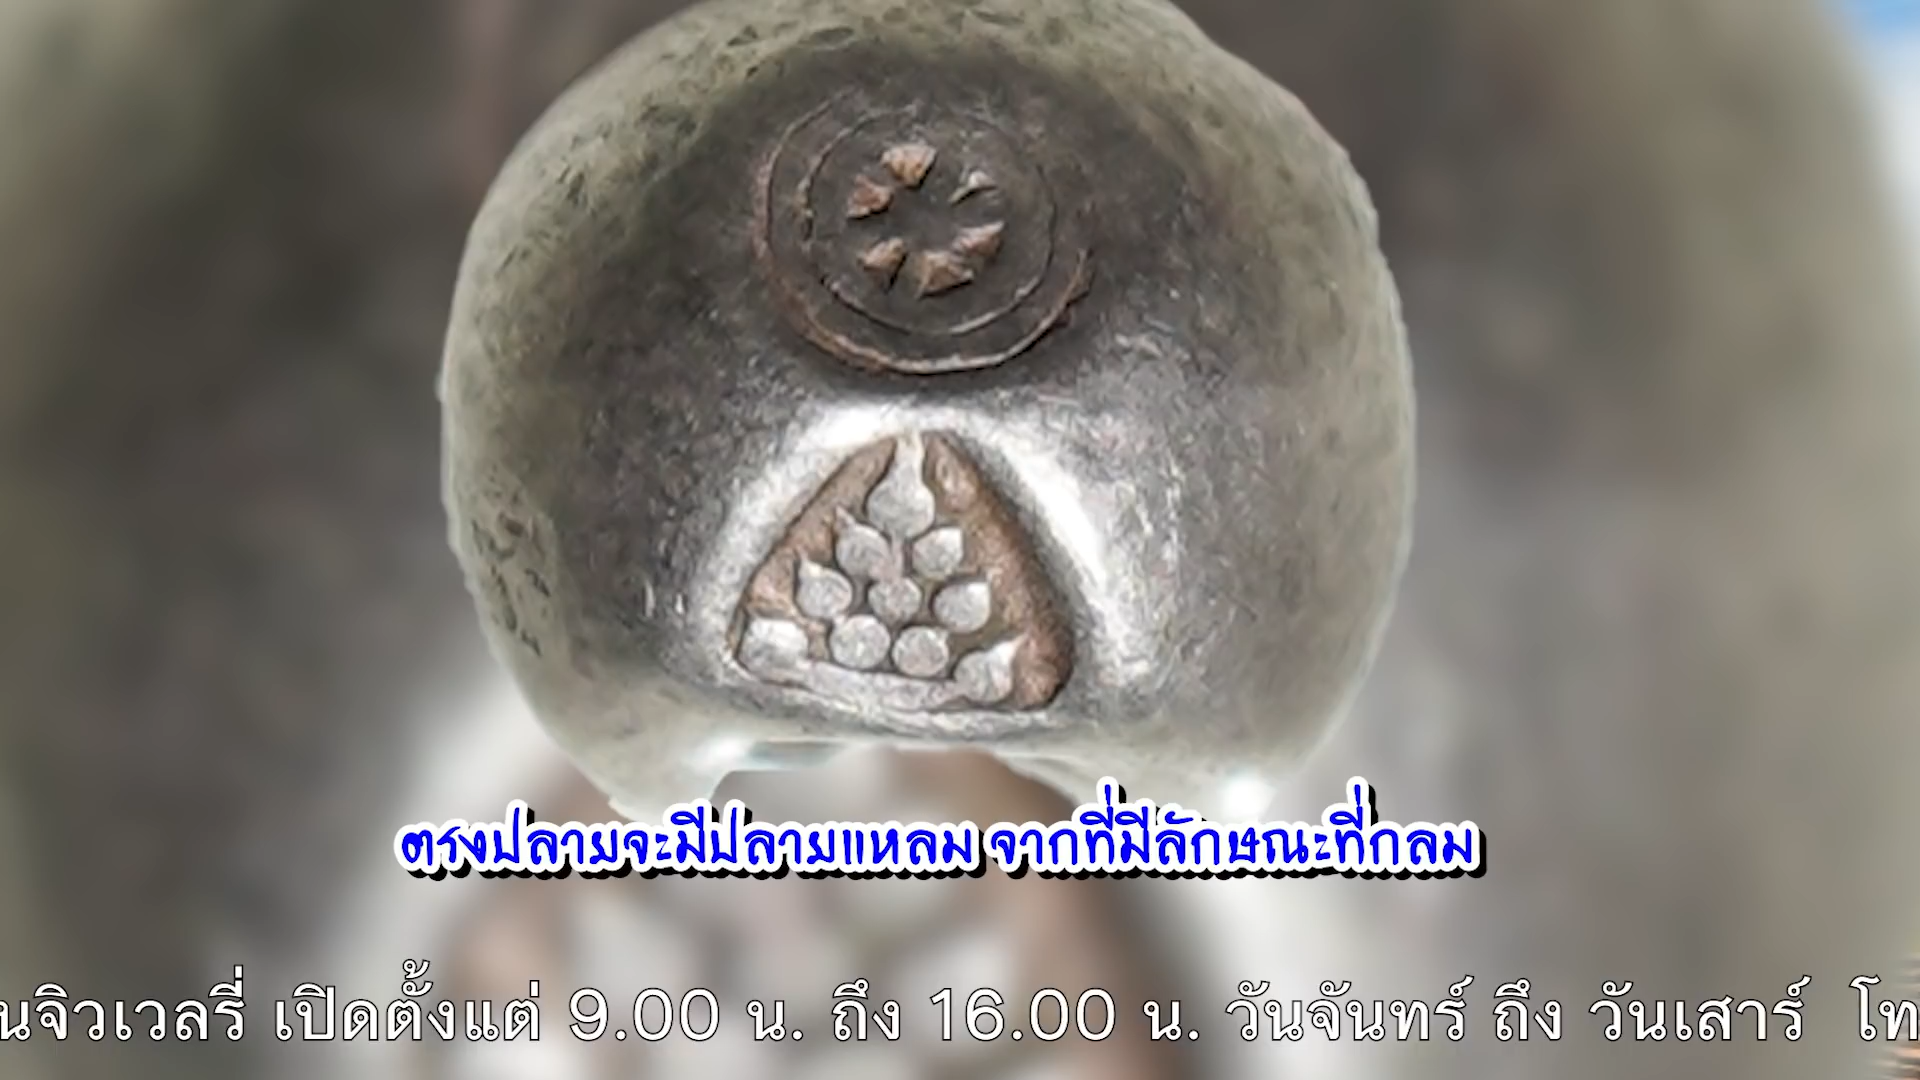 ตรงปลายจะมีปลายแหลม จากที่มีลักษณะที่กลม
นจิวเวลรี่ เปิดตั้งแต่ 9.00 น. ถึง 16.00 น. วันจันทร์ ถึง วันเสาร์ โท